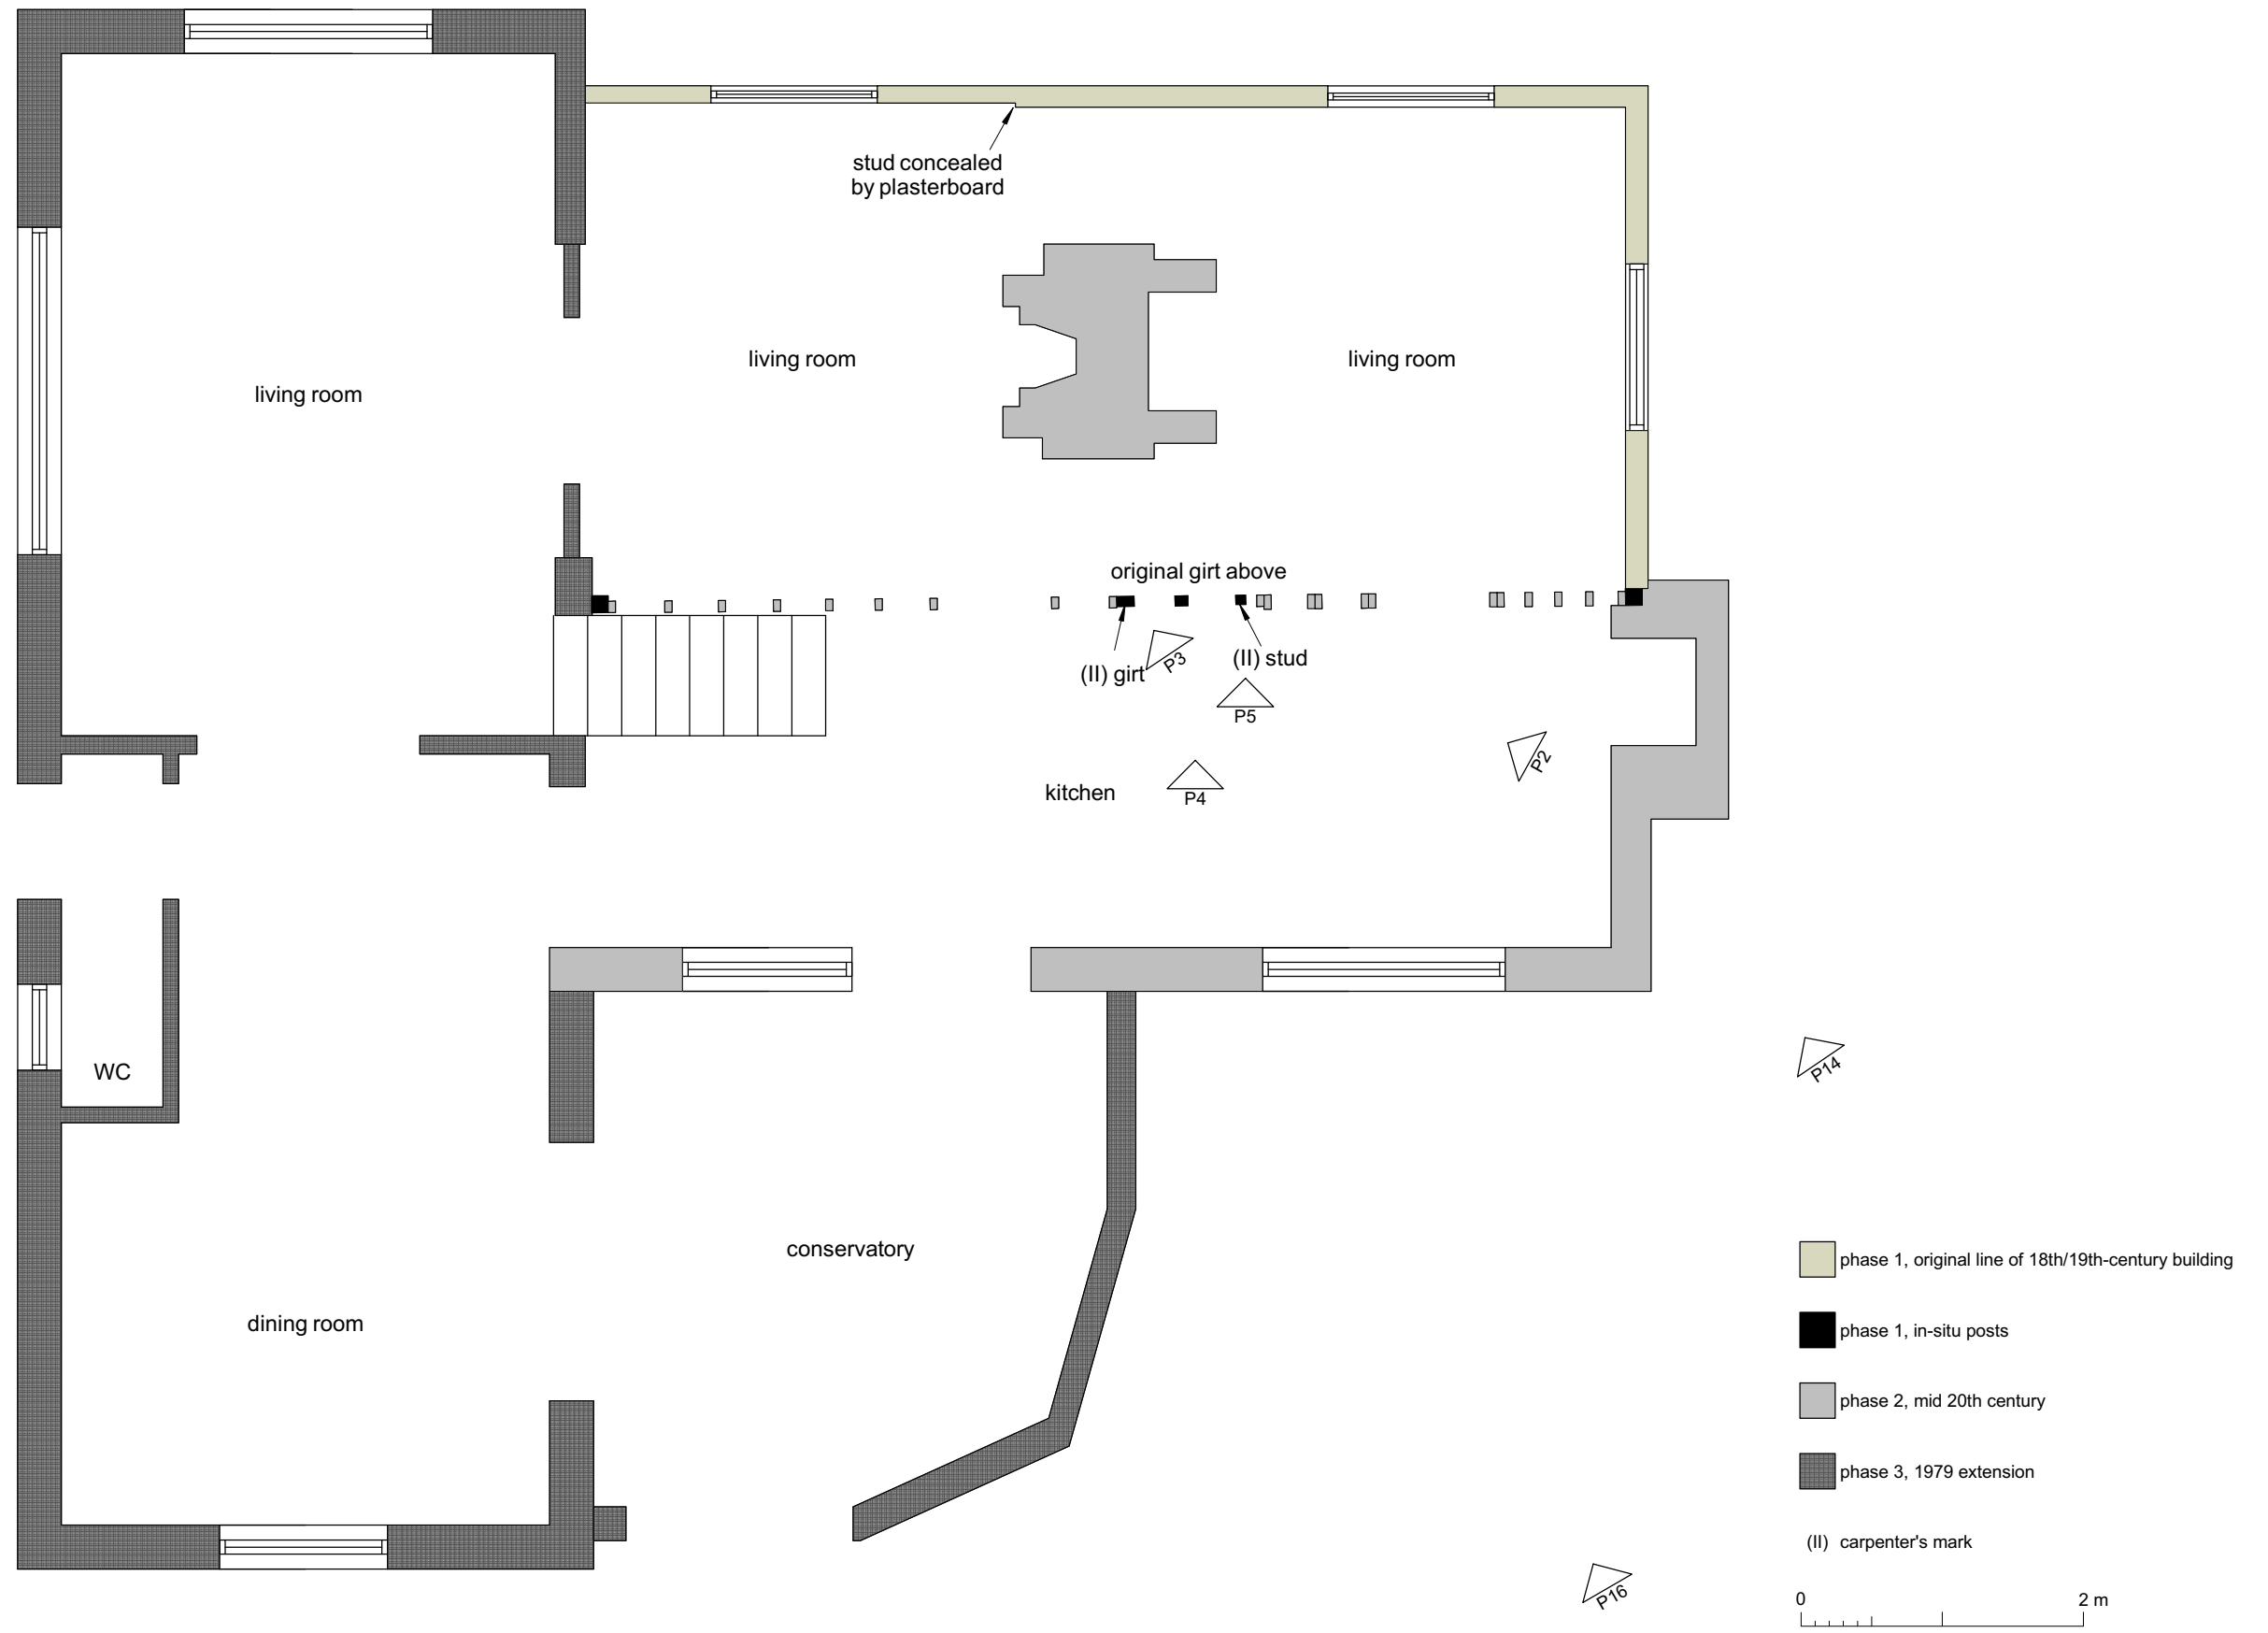 stud concealed
by plasterboard
living room
living room
living room
original girt above
(II) girt
P3
(II) stud
P5
P2
kitchen
P4
WC
P14
conservatory
dining room
phase 1, original line of 18th/19th-century building
phase 1, in-situ posts
phase 2, mid 20th century
phase 3, 1979 extension
(II) carpenter's mark
P16
0 2 m